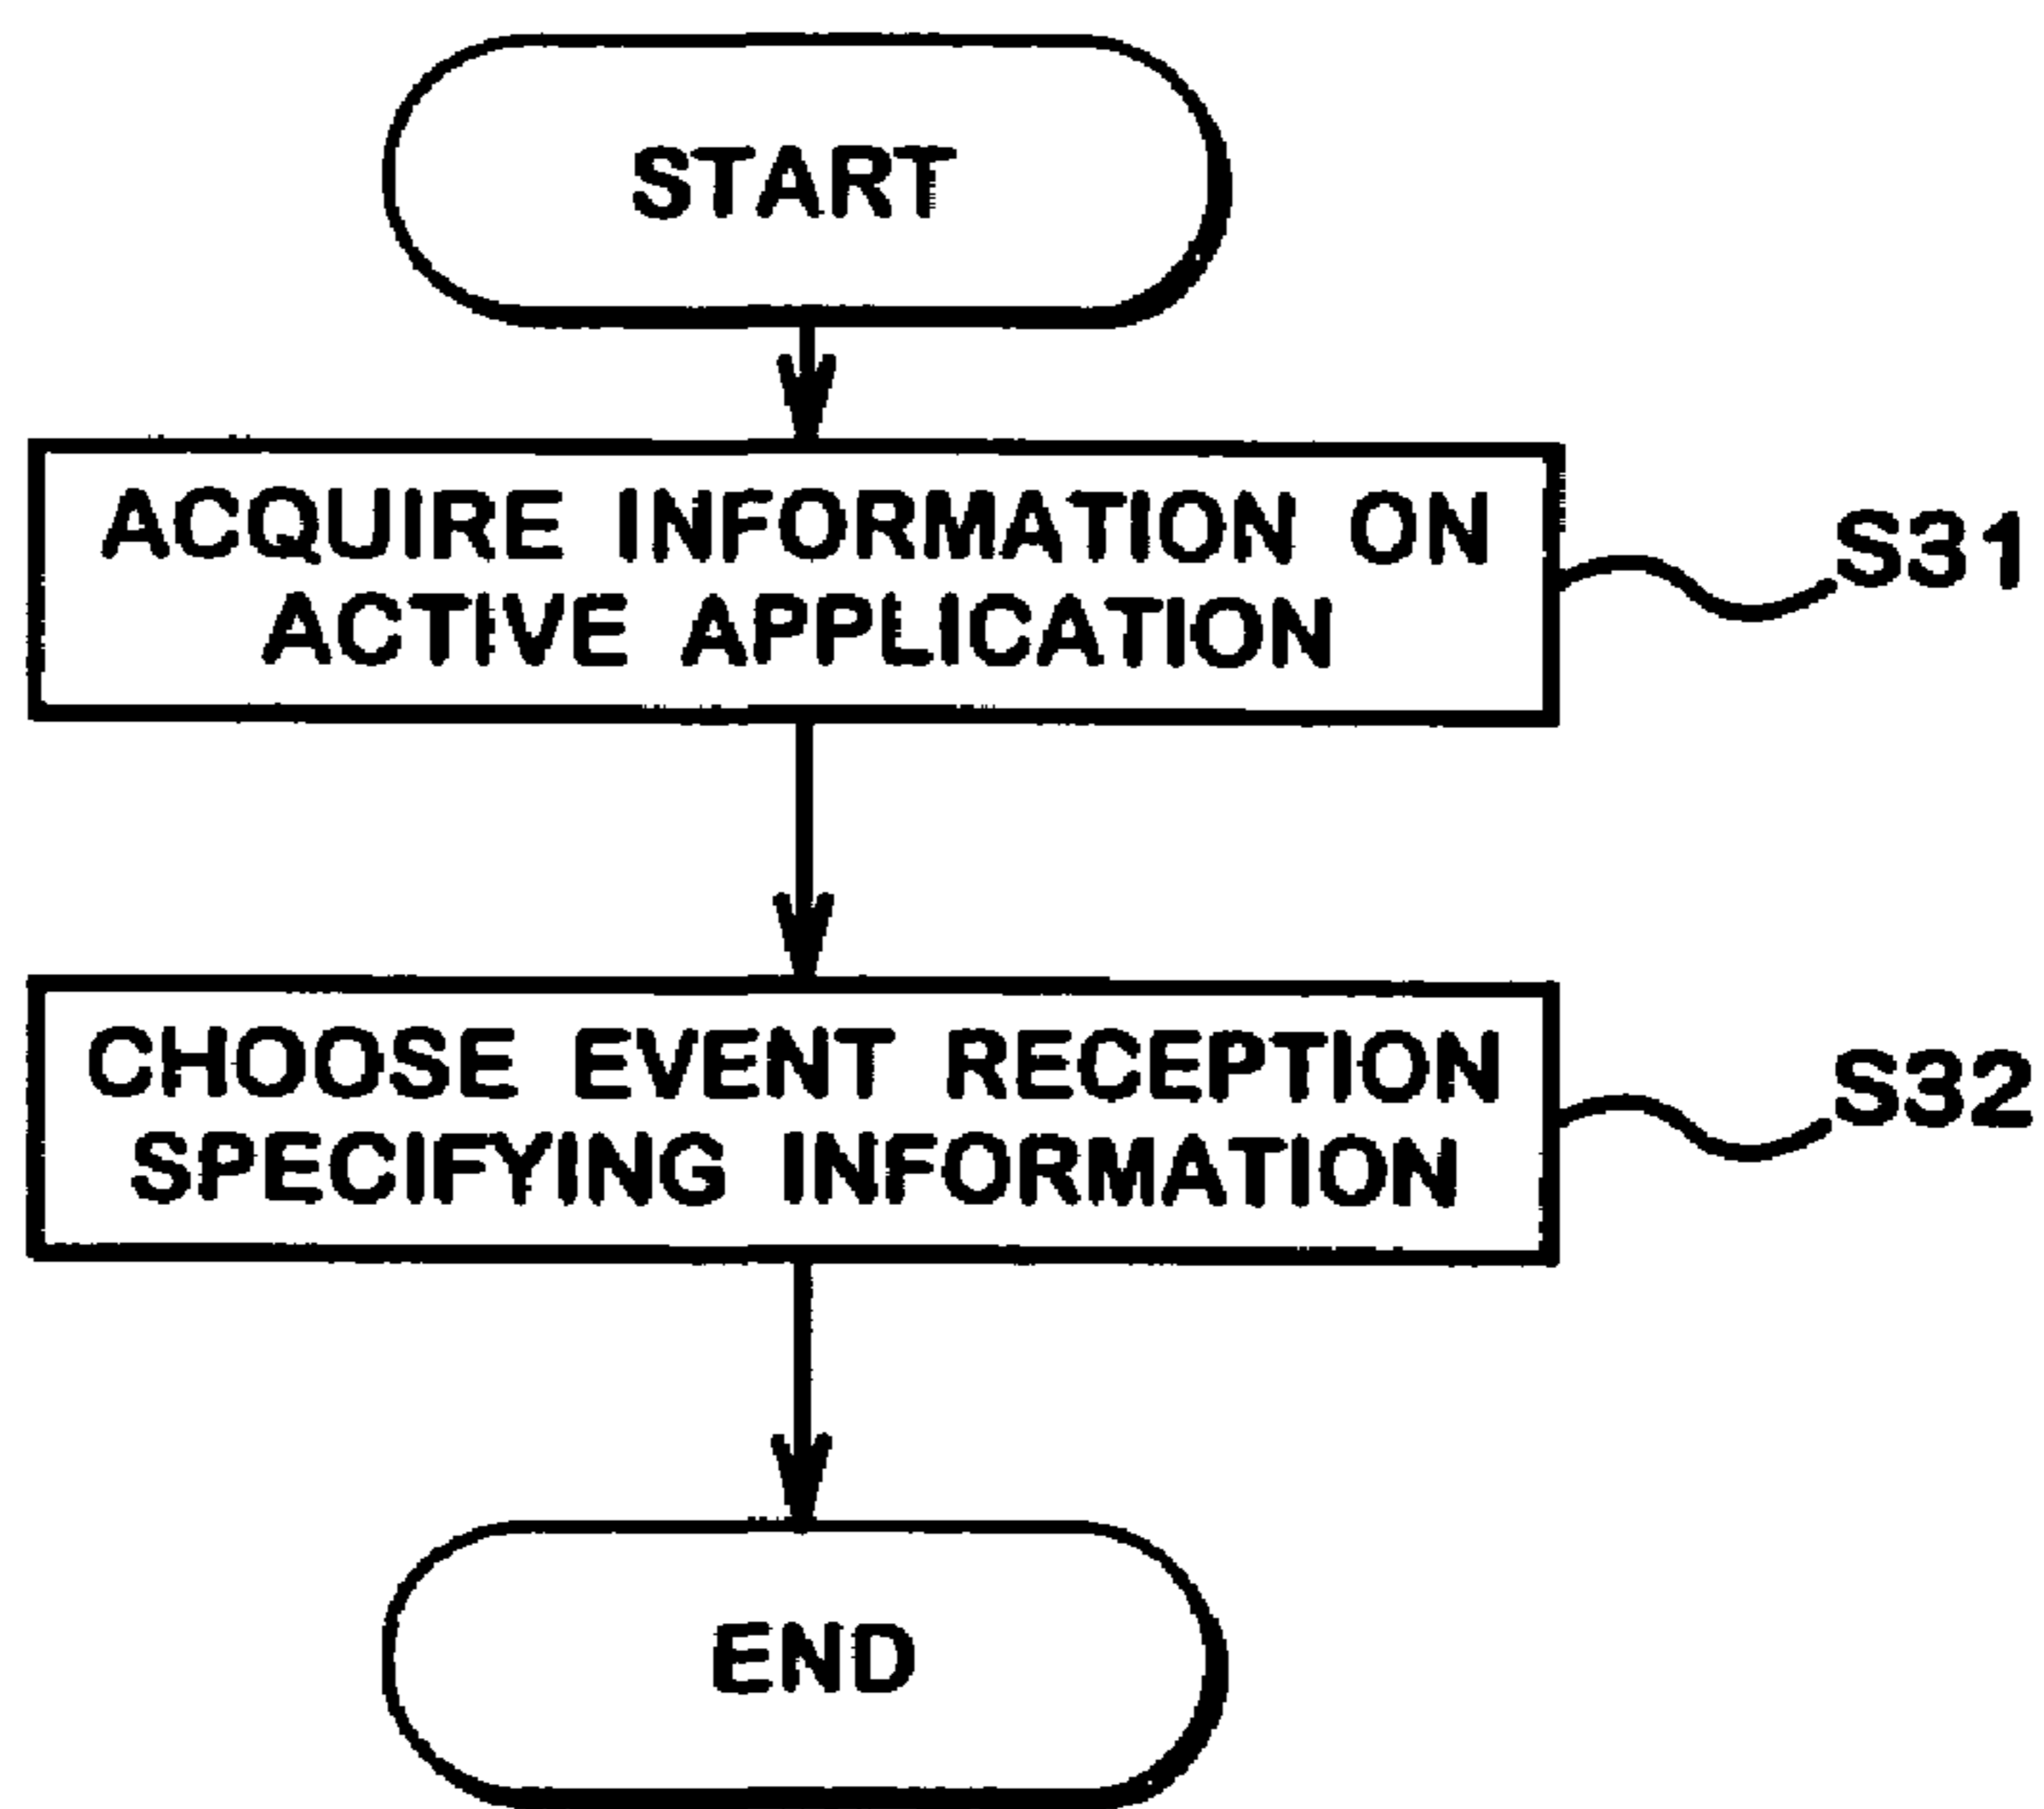 START
ACQUIRE INFORMATION ON
ACTIVE APPLICATION
S31
CHOOSE EVENT RECEPTION
SPECIFYING INFORMATION
S32
END